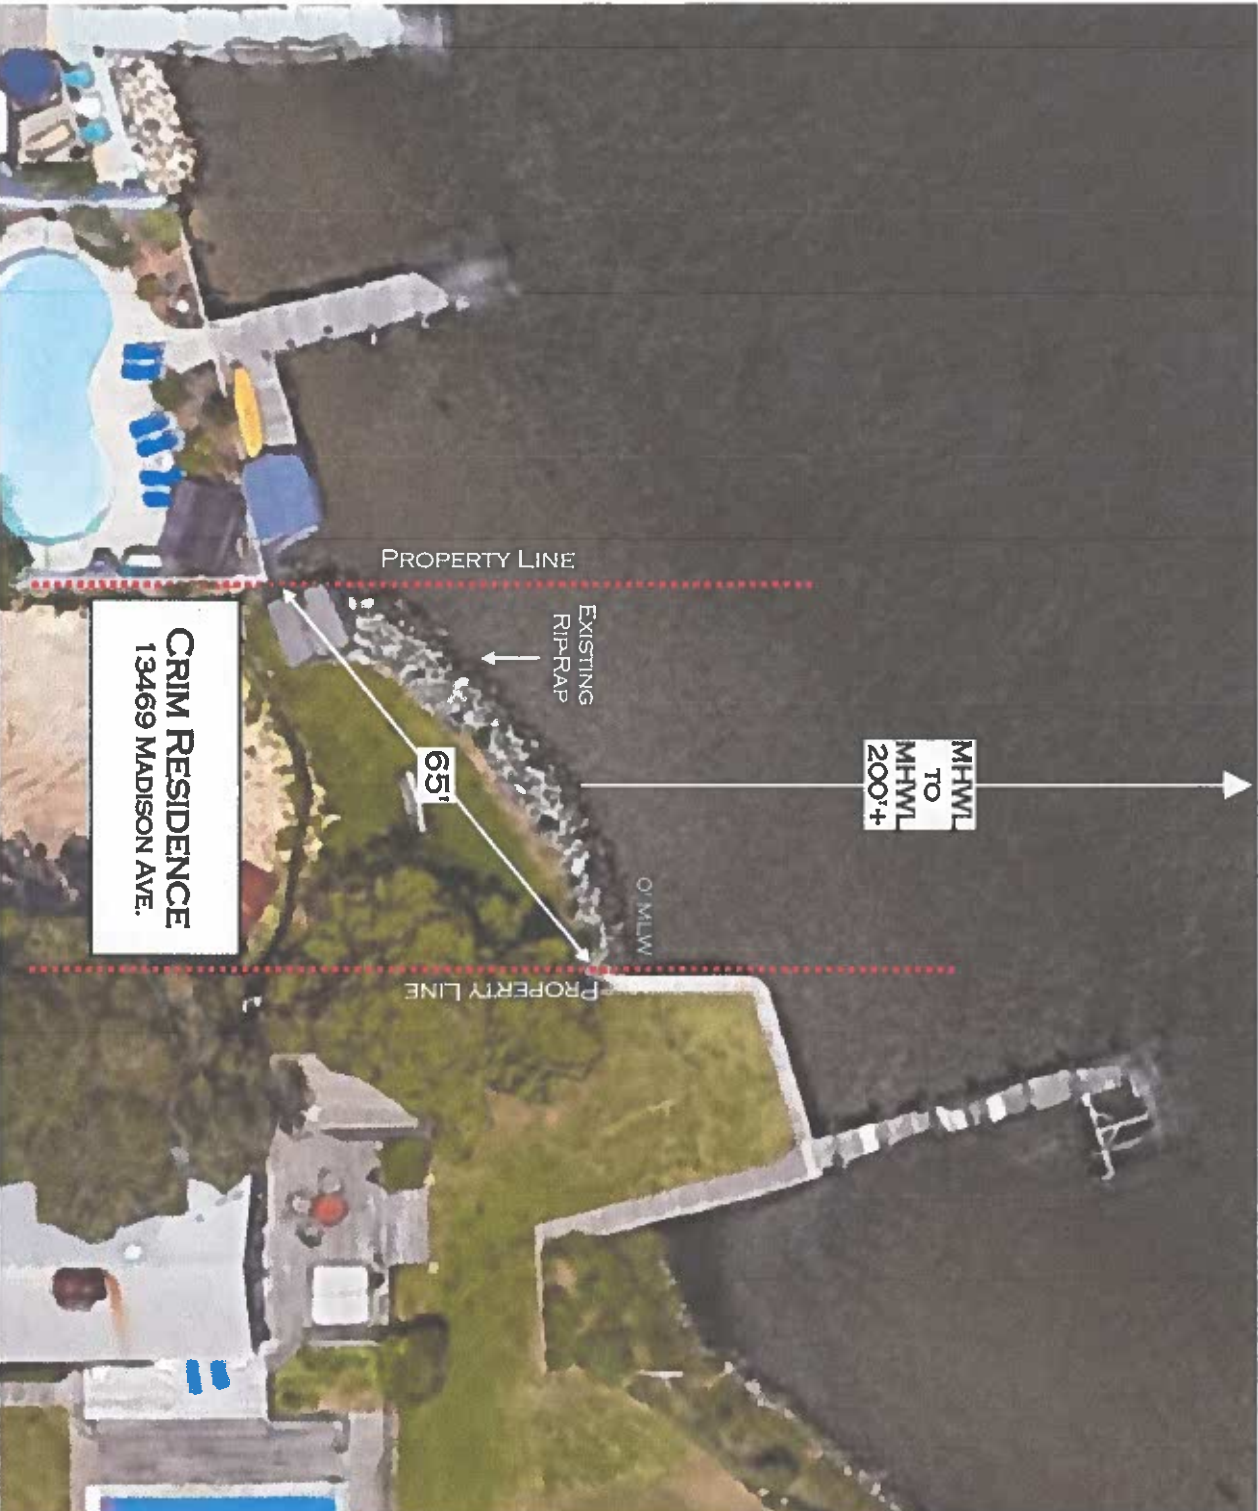 PROPERTY LINE
EXISTING
RIP-RAP
MHWL
TO
MHWL
200'+
65'
0' MLW
CRIM RESIDENCE
13469 MADISON AVE.
PROPERTY LINE